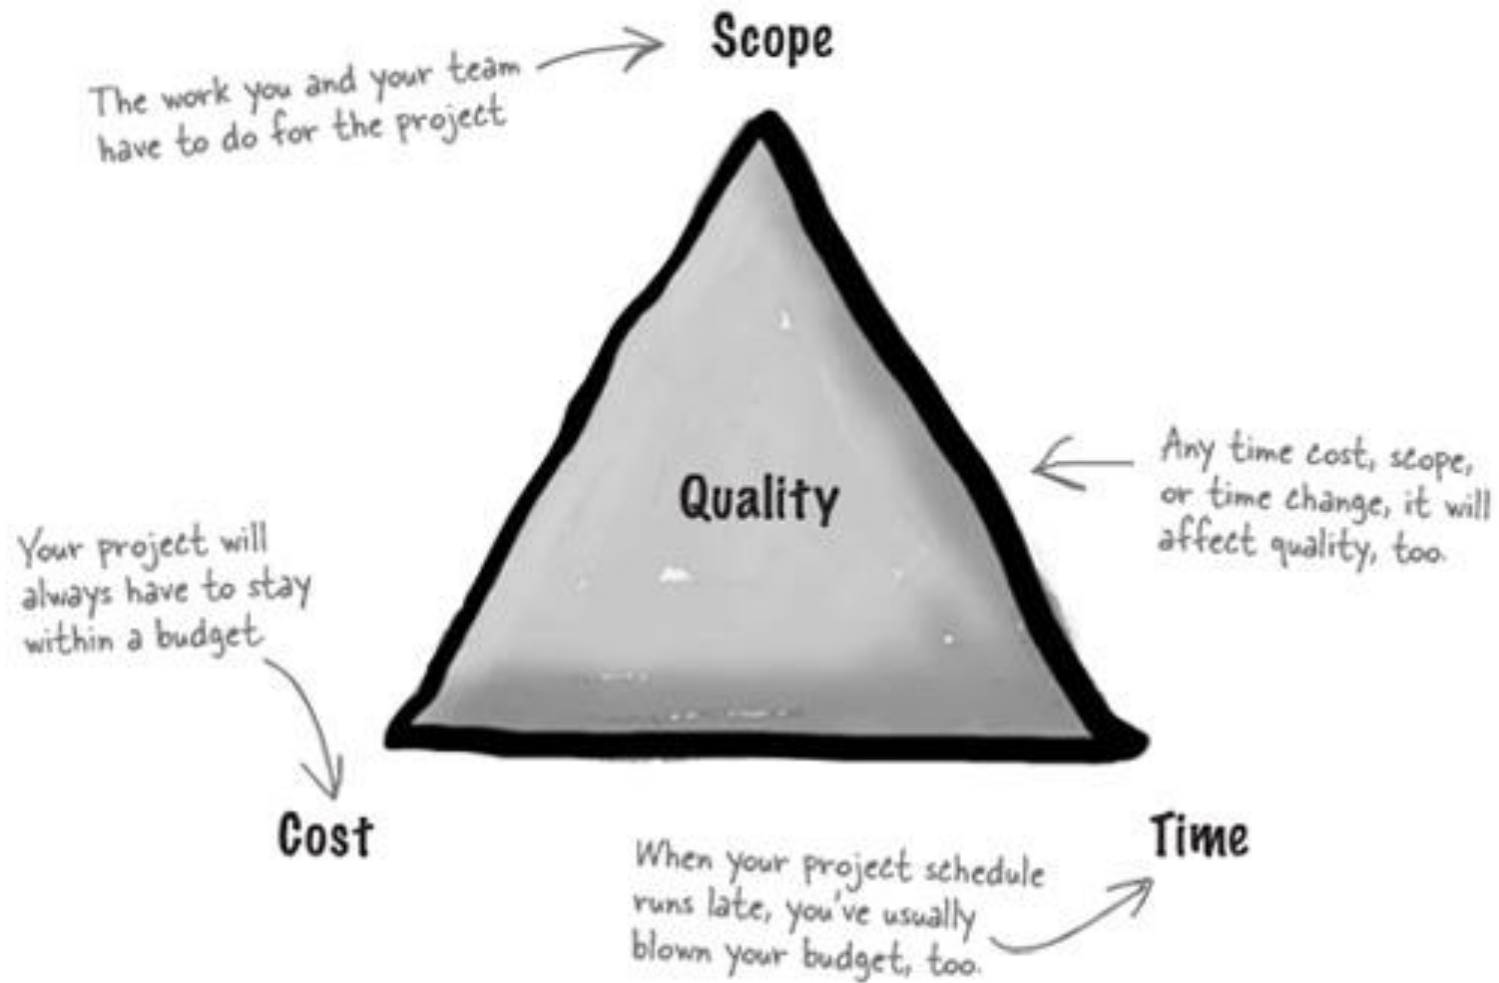 Scope
The work you and your team
have to do for the project
Quality
Any time cost, scope,
or time change, it will
affect quality, too.
Your project will
always have to stay
within a budget
Cost
Time
When your project schedule
runs late, you've usually
blown your budget, too.